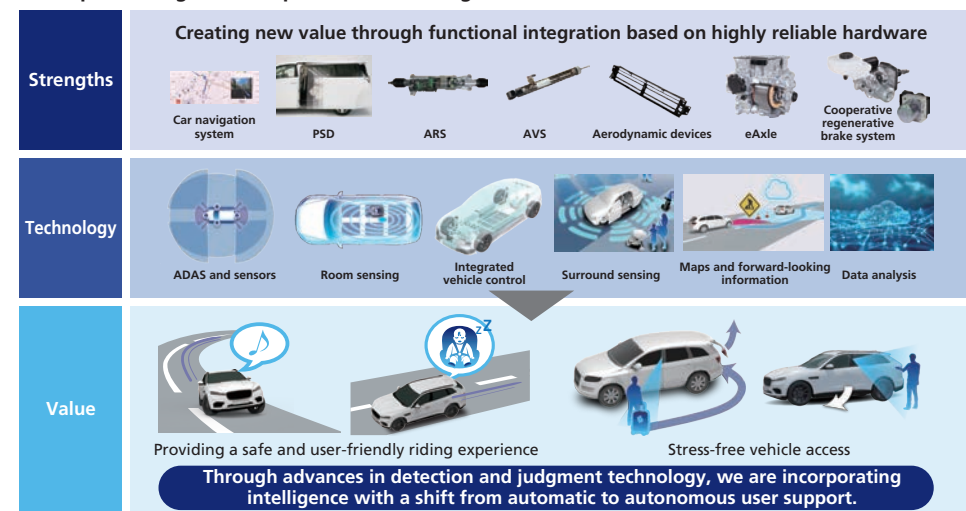 Strengths
Creating new value through functional integration based on highly reliable hardware
Car navigation
system
PSD
ARS
AVS
Aerodynamic devices
eAxle
Cooperative
regenerative
brake system
Technology
ADAS and sensors
Room sensing
Integrated
vehicle control
Surround sensing
Maps and forward-looking
information
Data analysis
Value
z Z
Providing a safe and user-friendly riding experience
Stress-free vehicle access
Through advances in detection and judgment technology, we are incorporating
intelligence with a shift from automatic to autonomous user support.